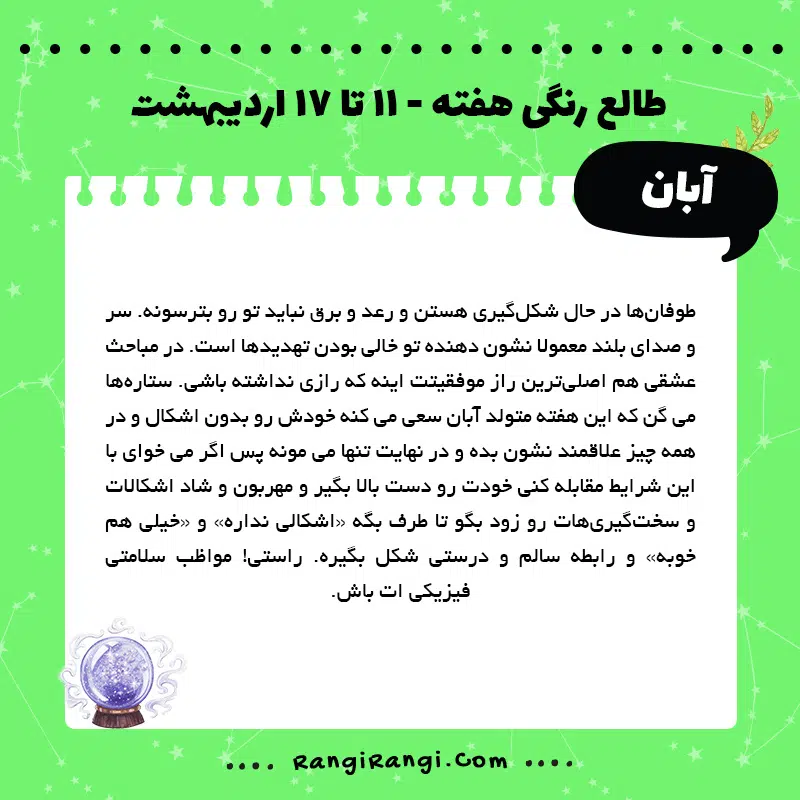 طالع رنگی هفته - ۱۱ تا ۱۷ اردیبهشت
آبان
طوفان‌ها در حال شکل‌گیری هستن و رعد و برق نباید تو رو بترسونه. سر
و صدای بلند معمولا نشون دهنده تو خالی بودن تهدیدها است. در مباحث
عشقی هم اصلی‌ترین راز موفقیتت اینه که رازی نداشته باشی. ستاره‌ها
می گن که این هفته متولد آبان سعی می کنه خودش رو بدون اشکال و در
همه چیز علاقمند نشون بده و در نهایت تنها می مونه پس اگر می خوای با
این شرایط مقابله کنی خودت رو دست بالا بگیر و مهربون و شاد اشکالات
و سخت‌گیری‌هات رو زود بگو تا طرف بگه «اشکالی نداره» و «خیلی هم
خوبه» و رابطه سالم و درستی شکل بگیره. راستی! مواظب سلامتی
فیزیکی ات باش.
.... RangiRangi.com ....